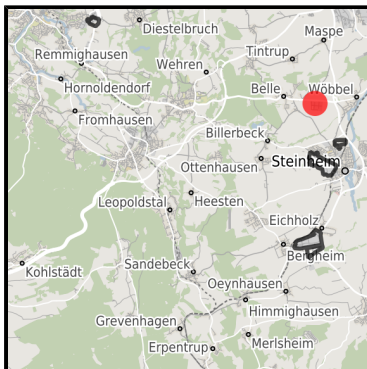 Diestelbruch
Maspe
Remmighausen
Tintrup
Wehren
Hornoldendorf
Belle
Wöbbel
Fromhausen
Billerbeck
Steinheim
Ottenhausen
Leopoldstal
Heesten
Eichholz
Bergheim
Kohlstädt
Sandebeck
Oeynhausen
Himmighausen
Grevenhagen
Erpentrup
Merlsheim